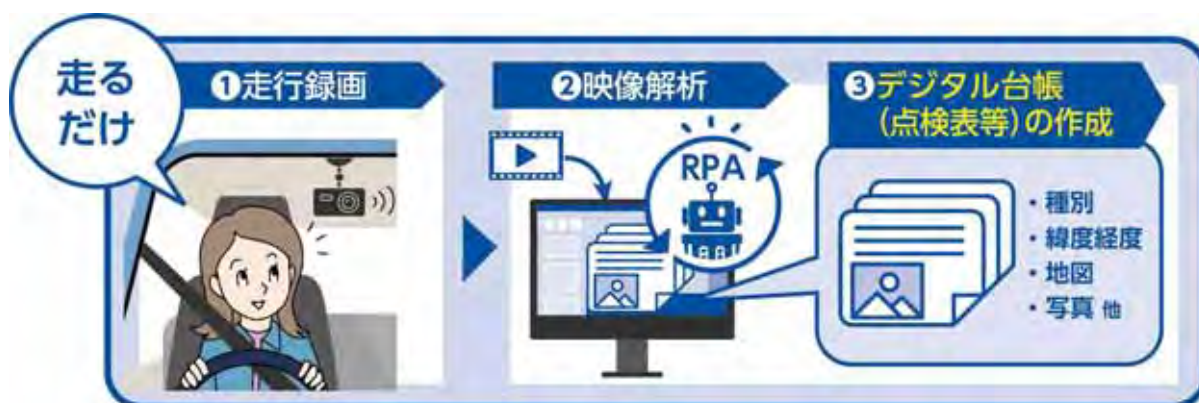 走る
だけ
❶走行録画
❷映像解析
RPA
❸デジタル台帳
(点検表等)の作成
・種別
・緯度経度
・地図
・写真 他